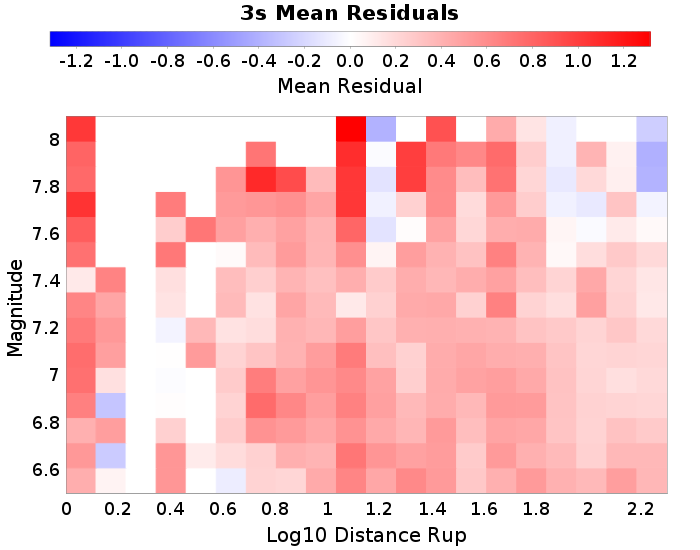 3s Mean Residuals
-1.2 -1.0 -0.8 -0.6 -0.4 -0.2 0.0 0.2 0.4 0.6 0.8 1.0 1.2
Mean Residual
8
7.8
7.6
7.4
7.2
7
6.8
6.6
Magnitude
0 0.2 0.4 0.6 0.8 1 1.2 1.4 1.6 1.8 2 2.2
Log10 Distance Rup